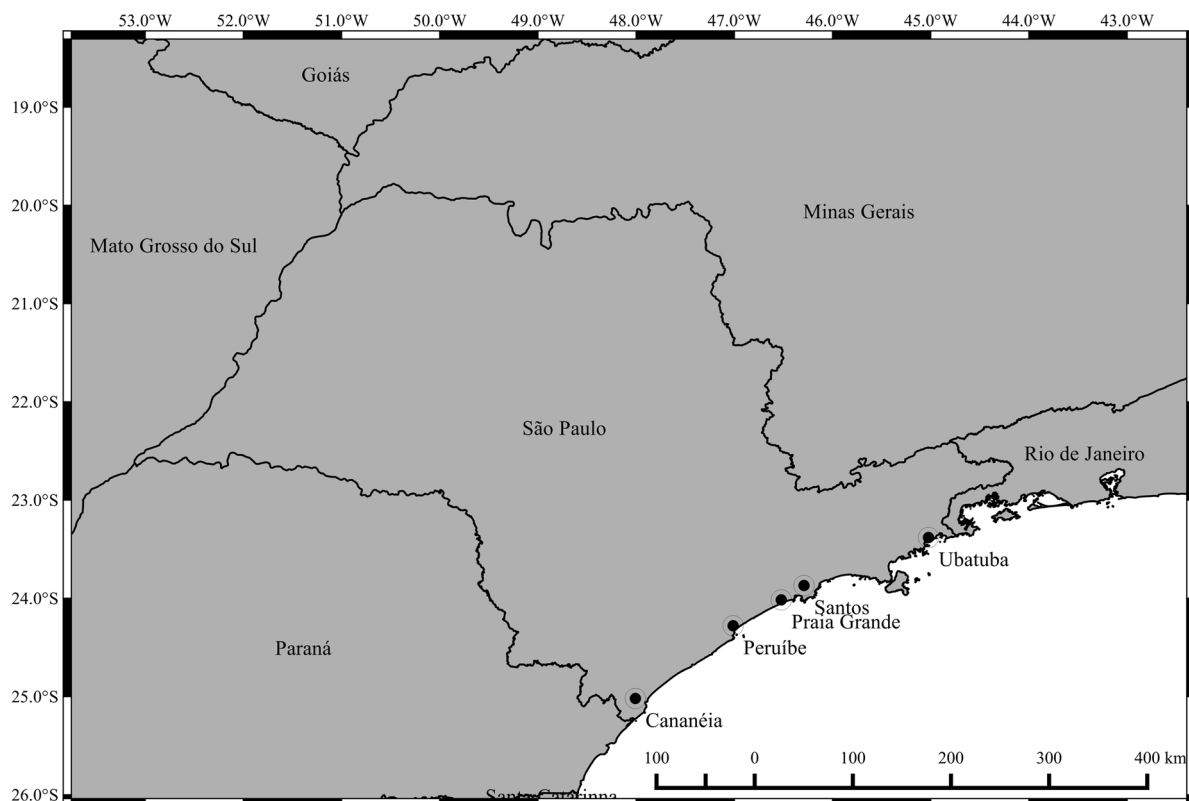 53.0°W 52.0°W 51.0°W 50.0°W 49.0°W 48.0°W 47.0°W 46.0°W 45.0°W 44.0°W 43.0°W
Goiás
19.0°S
20.0°S
Minas Gerais
Mato Grosso do Sul
21.0°S
22.0°S
São Paulo
Rio de Janeiro
23.0°S
Ubatuba
24.0°S
Santos
Praia Grande
Paraná
Peruíbe
25.0°S
Cananéia
100 0 100 200 300 400 km
26.0°S
Santa Catarinna